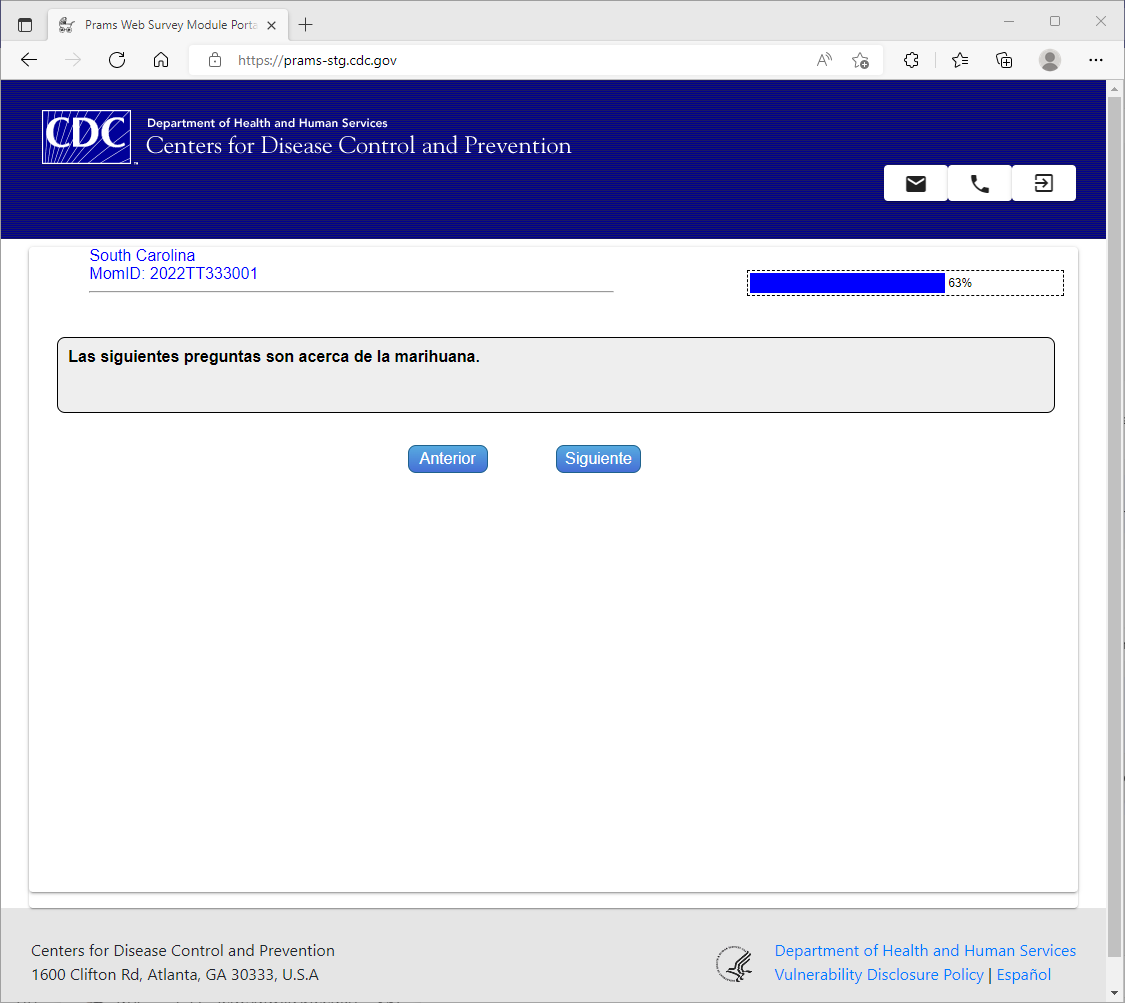 Prams Web Survey Module Porta
https://prams-stg.cdc.gov
CDC
Department of Health and Human Services
Centers for Disease Control and Prevention
South Carolina
MomID: 2022TT333001
63%
Las siguientes preguntas son acerca de la marihuana.
Anterior
Siguiente
Centers for Disease Control and Prevention
1600 Clifton Rd, Atlanta, GA 30333, U.S.A
Department of Health and Human Services
Vulnerability Disclosure Policy | Español